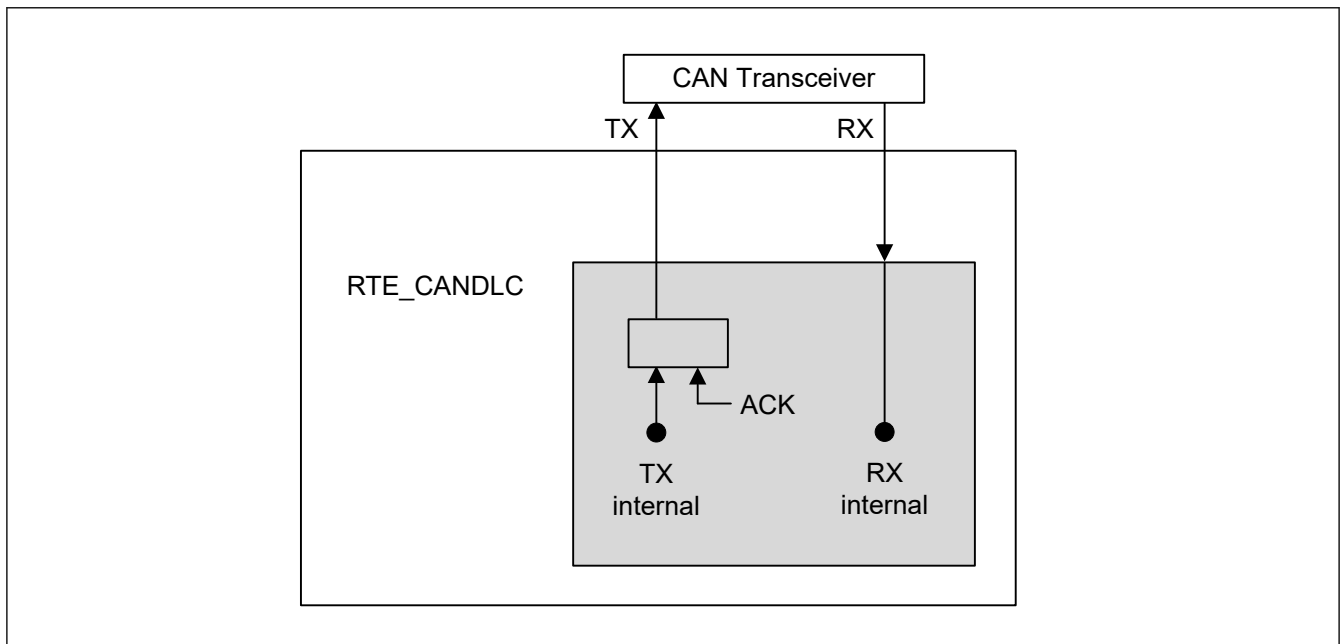 CAN Transceiver
TX
RX
RTE_CANDLC
ACK
TX
internal
RX
internal